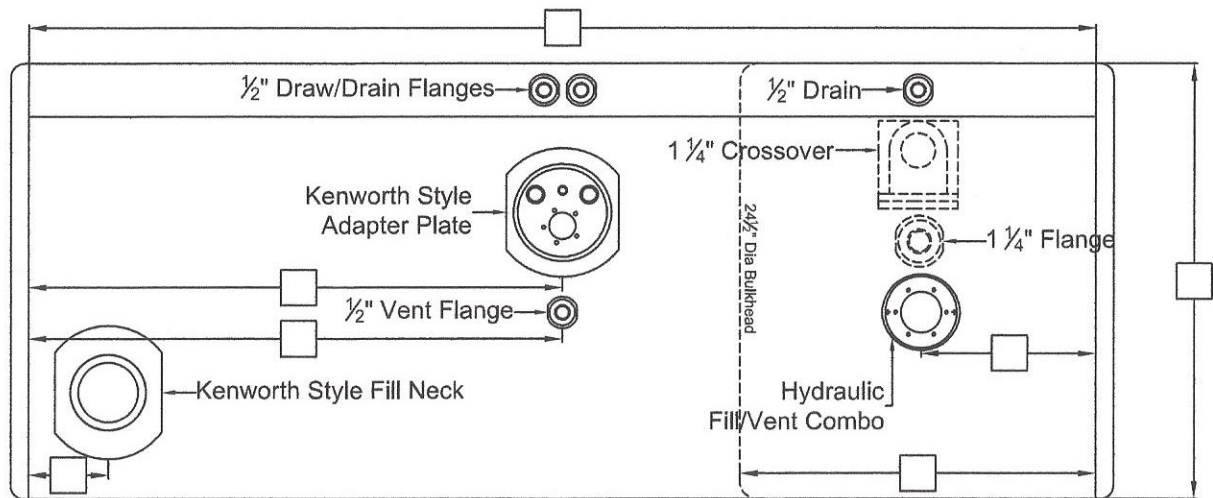 ½" Draw/Drain Flanges
½" Drain
1 ¼" Crossover
Kenworth Style
Adapter Plate
24½" Dia Bulkhead
1 ¼" Flange
½" Vent Flange
Kenworth Style Fill Neck
Hydraulic
Fill/Vent Combo